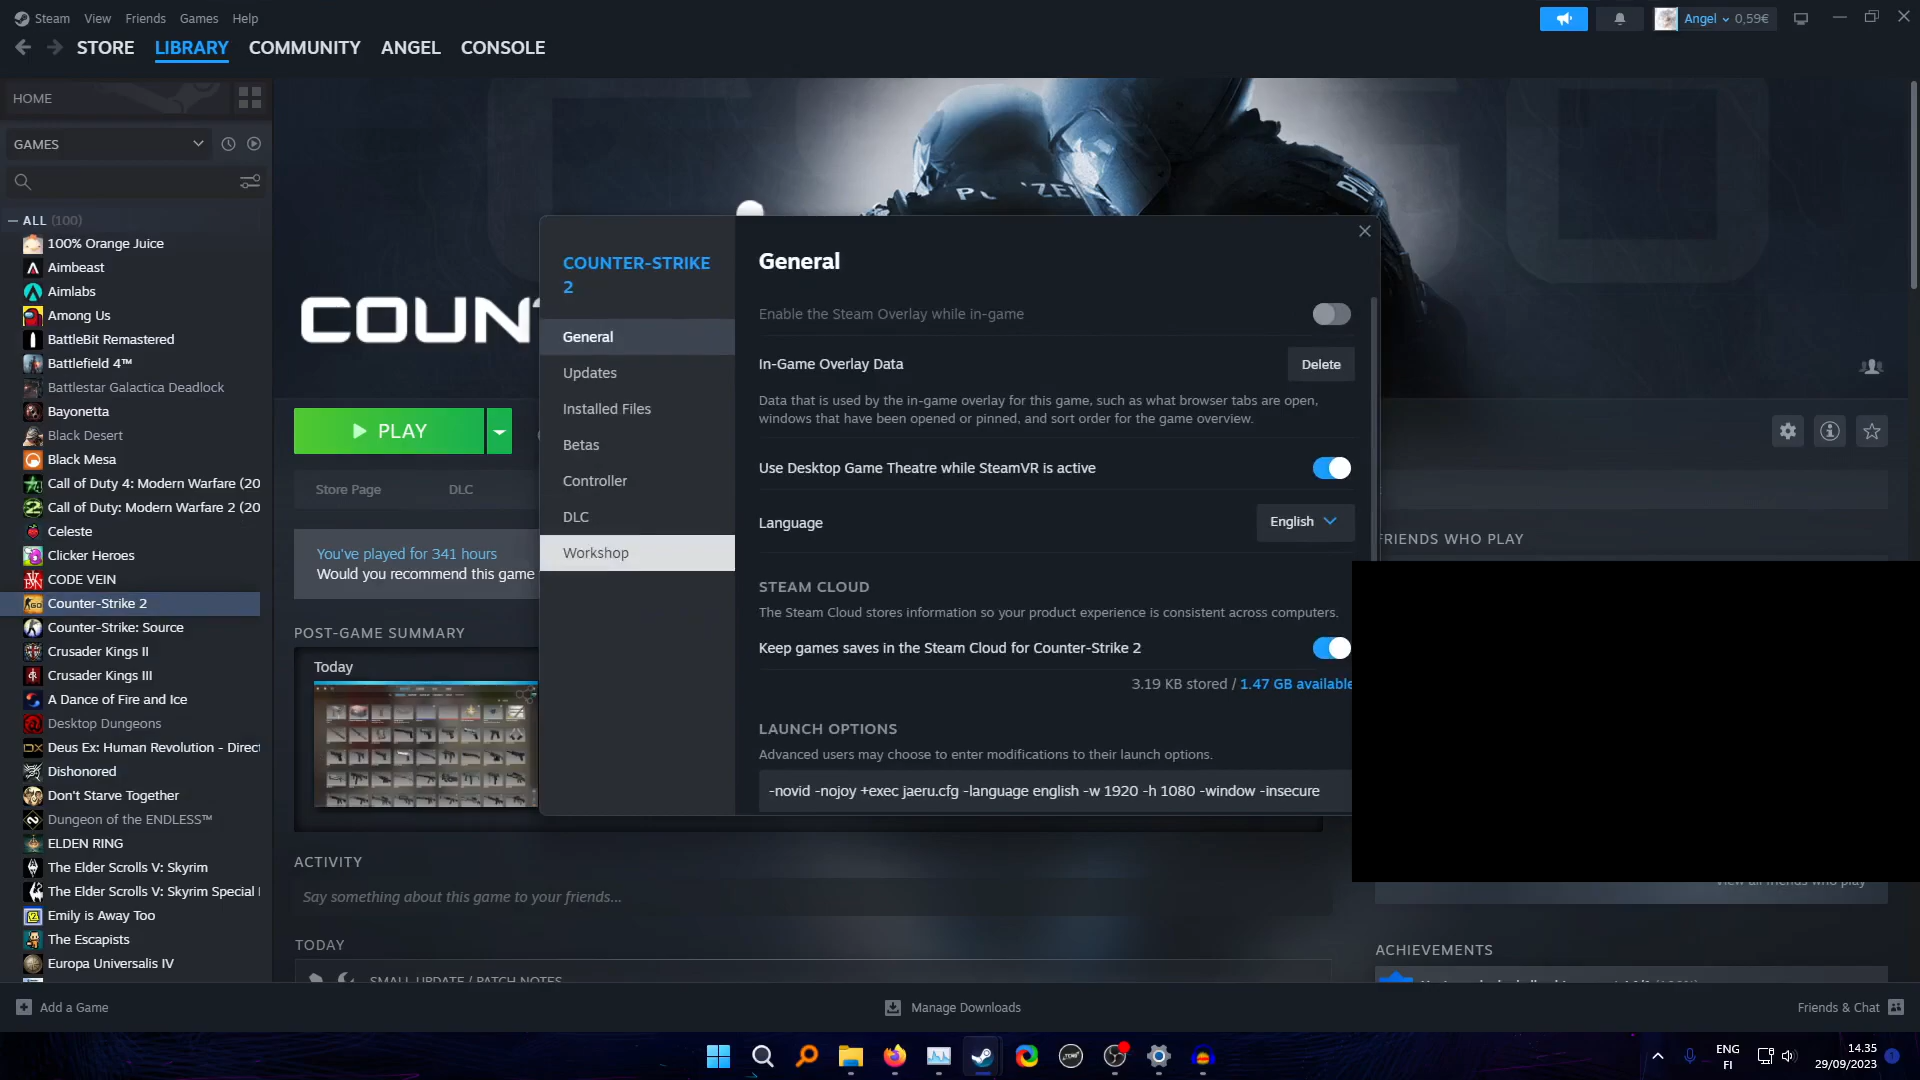 Steam View Friends Games Help
Angel 0,59€
STORE LIBRARY COMMUNITY ANGEL CONSOLE
HOME
GAMES
ALL (100)
100% Orange Juice
Aimbeast
Aimlabs
Among Us
BattleBit Remastered
Battlefield 4™
Battlestar Galactica Deadlock
Bayonetta
Black Desert
Black Mesa
Call of Duty 4: Modern Warfare (20
Call of Duty: Modern Warfare 2 (20
Celeste
Clicker Heroes
CODE VEIN
Counter-Strike 2
Counter-Strike: Source
Crusader Kings II
Crusader Kings III
A Dance of Fire and Ice
Desktop Dungeons
Deus Ex: Human Revolution - Direct
Dishonored
Don't Starve Together
Dungeon of the ENDLESS™
ELDEN RING
The Elder Scrolls V: Skyrim
The Elder Scrolls V: Skyrim Special
Emily is Away Too
The Escapists
Europa Universalis IV
COUN
PLAY
Store Page DLC
You've played for 341 hours
Would you recommend this game
POST-GAME SUMMARY
Today
COUNTER-STRIKE
2
General
Updates
Installed Files
Betas
Controller
DLC
Workshop
General
Enable the Steam Overlay while in-game
In-Game Overlay Data
Delete
Data that is used by the in-game overlay for this game, such as what browser tabs are open,
windows that have been opened or pinned, and sort order for the game overview.
Use Desktop Game Theatre while SteamVR is active
Language English
STEAM CLOUD
The Steam Cloud stores information so your product experience is consistent across computers.
Keep games saves in the Steam Cloud for Counter-Strike 2
3.19 KB stored / 1.47 GB available
LAUNCH OPTIONS
Advanced users may choose to enter modifications to their launch options.
-novid -nojoy +exec jaeru.cfg -language english -w 1920 -h 1080 -window -insecure
FRIENDS WHO PLAY
View all friends who play
ACTIVITY
Say something about this game to your friends...
TODAY
SMALL UPDATE / PATCH NOTES
ACHIEVEMENTS
Add a Game
Manage Downloads
Friends & Chat
ENG
FI
14.35
29/09/2023